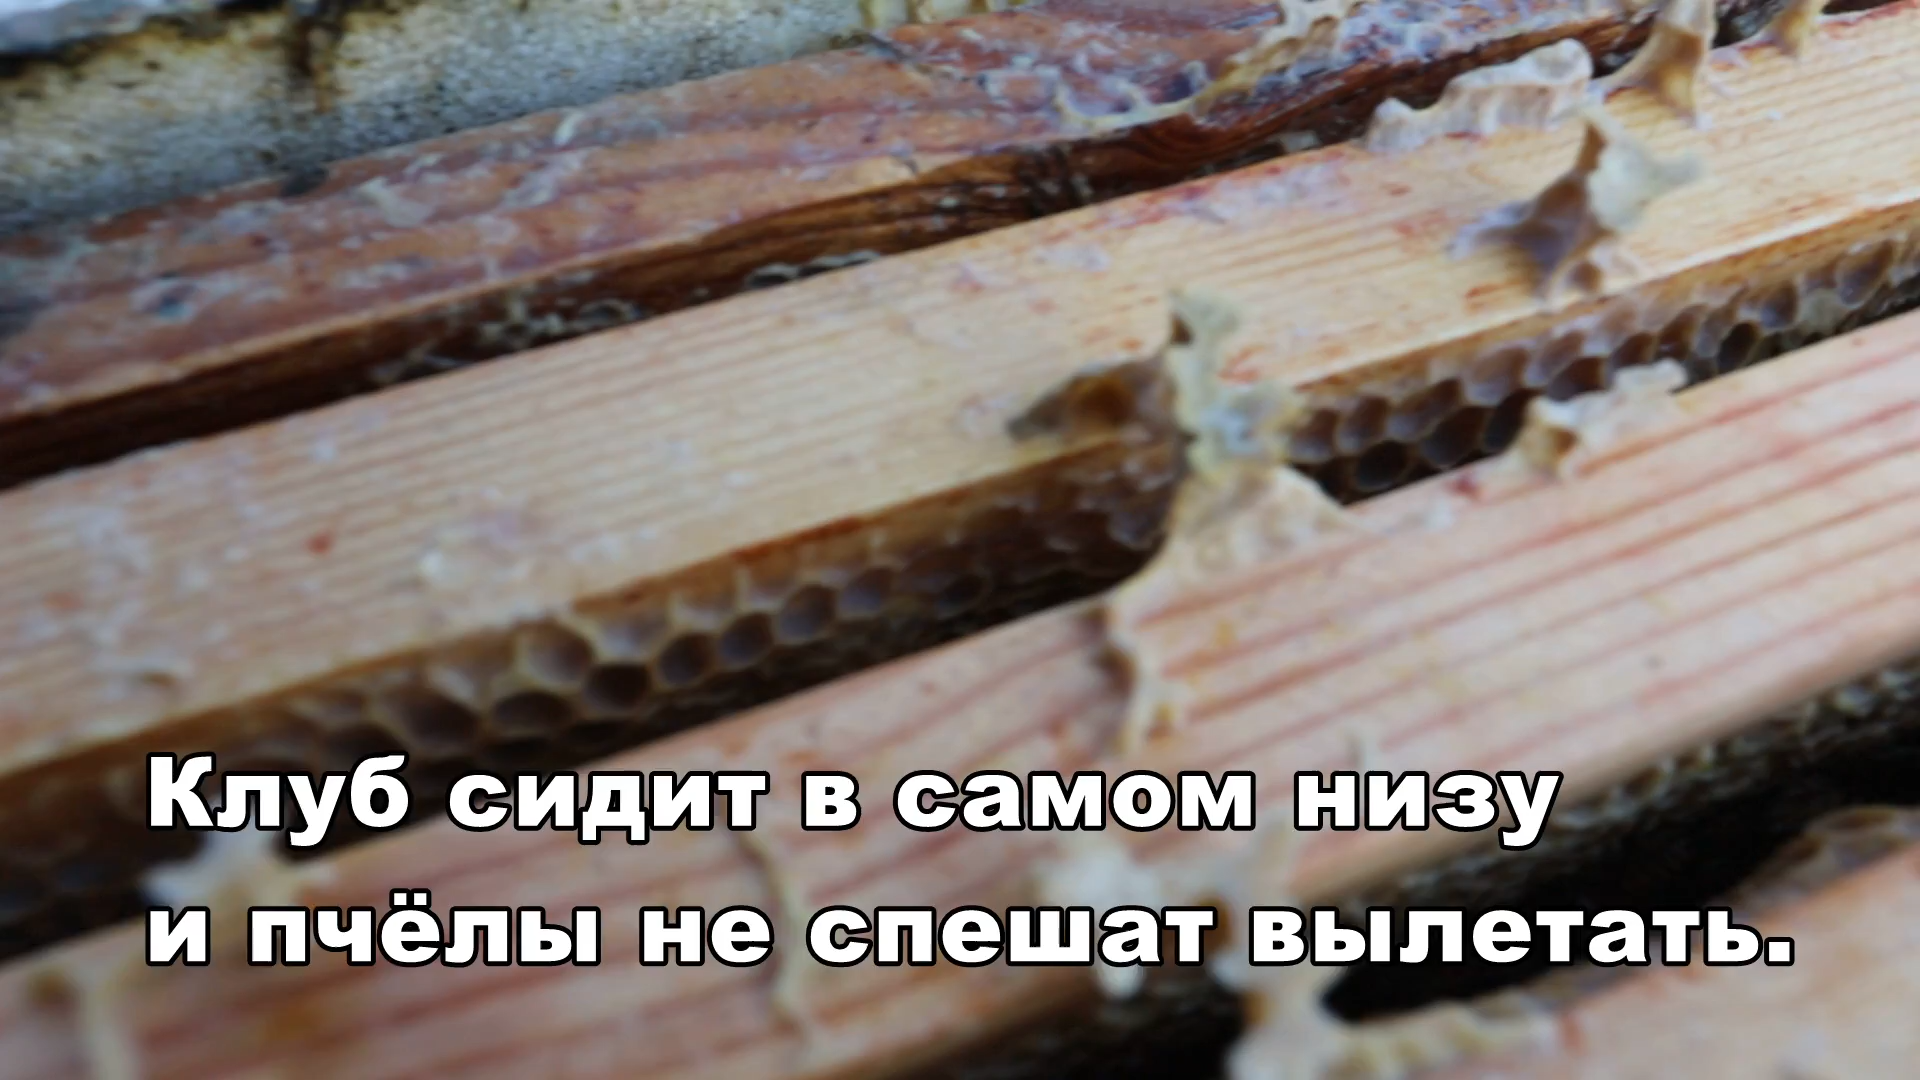 Клуб сидит в самом низу
и пчёлы не спешат вылетать.